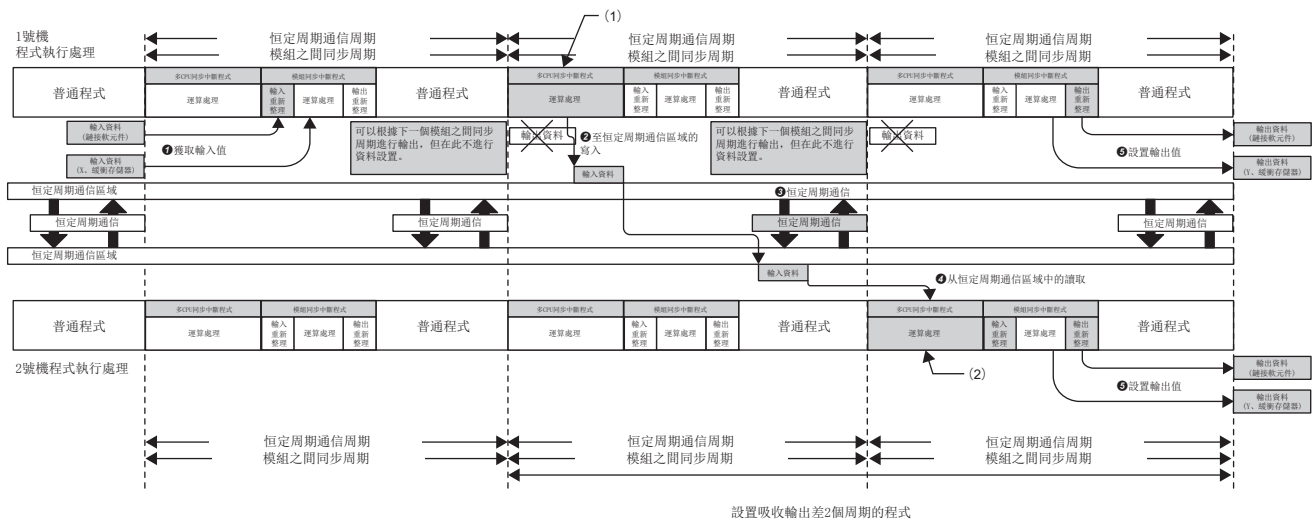 (1)
1號機
程式執行處理
恒定周期通信周期
模組之間同步周期
恒定周期通信周期
模組之間同步周期
恒定周期通信周期
模組之間同步周期
普通程式
多CPU同步中斷程式
運算處理
模組同步中斷程式
輸入
重新
整理
運算處理
輸出
重新
整理
普通程式
多CPU同步中斷程式
運算處理
模組同步中斷程式
輸入
重新
整理
運算處理
輸出
重新
整理
普通程式
多CPU同步中斷程式
運算處理
模組同步中斷程式
輸入
重新
整理
運算處理
輸出
重新
整理
普通程式
輸入資料
(鏈接軟元件)
❶獲取輸入值
輸入資料
(X、緩衝存儲器)
可以根據下一個模組之間同步
周期進行輸出，但在此不進行
資料設置。
輸出資料
❷至恒定周期通信區域的
寫入
輸入資料
可以根據下一個模組之間同步
周期進行輸出，但在此不進行
資料設置。
輸出資料
❺設置輸出值
輸出資料
(鏈接軟元件)
輸出資料
(Y、緩衝存儲器)
恒定周期通信區域
❸恒定周期通信
恒定周期通信
恒定周期通信
恒定周期通信
恒定周期通信
恒定周期通信區域
輸入資料
❹从恒定周期通信區域中的讀取
普通程式
多CPU同步中斷程式
運算處理
模組同步中斷程式
輸入
重新
整理
運算處理
輸出
重新
整理
普通程式
多CPU同步中斷程式
運算處理
模組同步中斷程式
輸入
重新
整理
運算處理
輸出
重新
整理
普通程式
多CPU同步中斷程式
運算處理
模組同步中斷程式
輸入
重新
整理
運算處理
輸出
重新
整理
普通程式
2號機程式執行處理
(2)
❺設置輸出值
輸出資料
(鏈接軟元件)
輸出資料
(Y、緩衝存儲器)
恒定周期通信周期
模組之間同步周期
恒定周期通信周期
模組之間同步周期
恒定周期通信周期
模組之間同步周期
設置吸收輸出差2個周期的程式